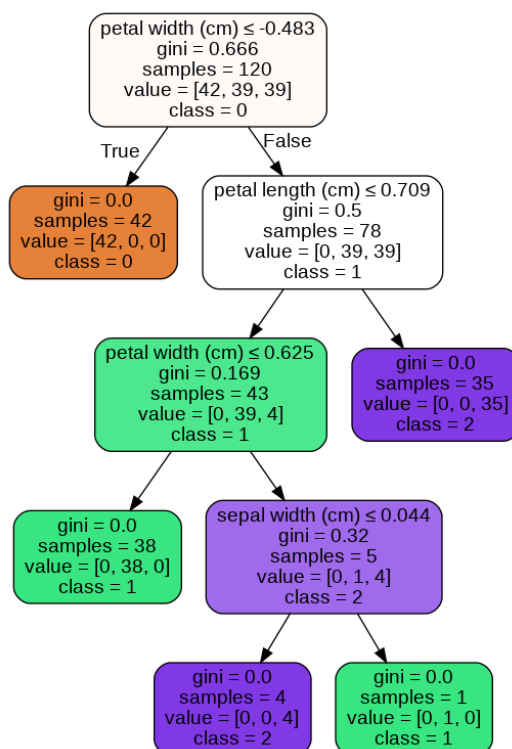 petal width (cm) ≤ -0.483
gini = 0.666
samples = 120
value = [42, 39, 39]
class = 0
True
False
gini = 0.0
samples = 42
value = [42, 0, 0]
class = 0
petal length (cm) ≤ 0.709
gini = 0.5
samples = 78
value = [0, 39, 39]
class = 1
petal width (cm) ≤ 0.625
gini = 0.169
samples = 43
value = [0, 39, 4]
class = 1
gini = 0.0
samples = 35
value = [0, 0, 35]
class = 2
gini = 0.0
samples = 38
value = [0, 38, 0]
class = 1
sepal width (cm) ≤ 0.044
gini = 0.32
samples = 5
value = [0, 1, 4]
class = 2
gini = 0.0
samples = 4
value = [0, 0, 4]
class = 2
gini = 0.0
samples = 1
value = [0, 1, 0]
class = 1